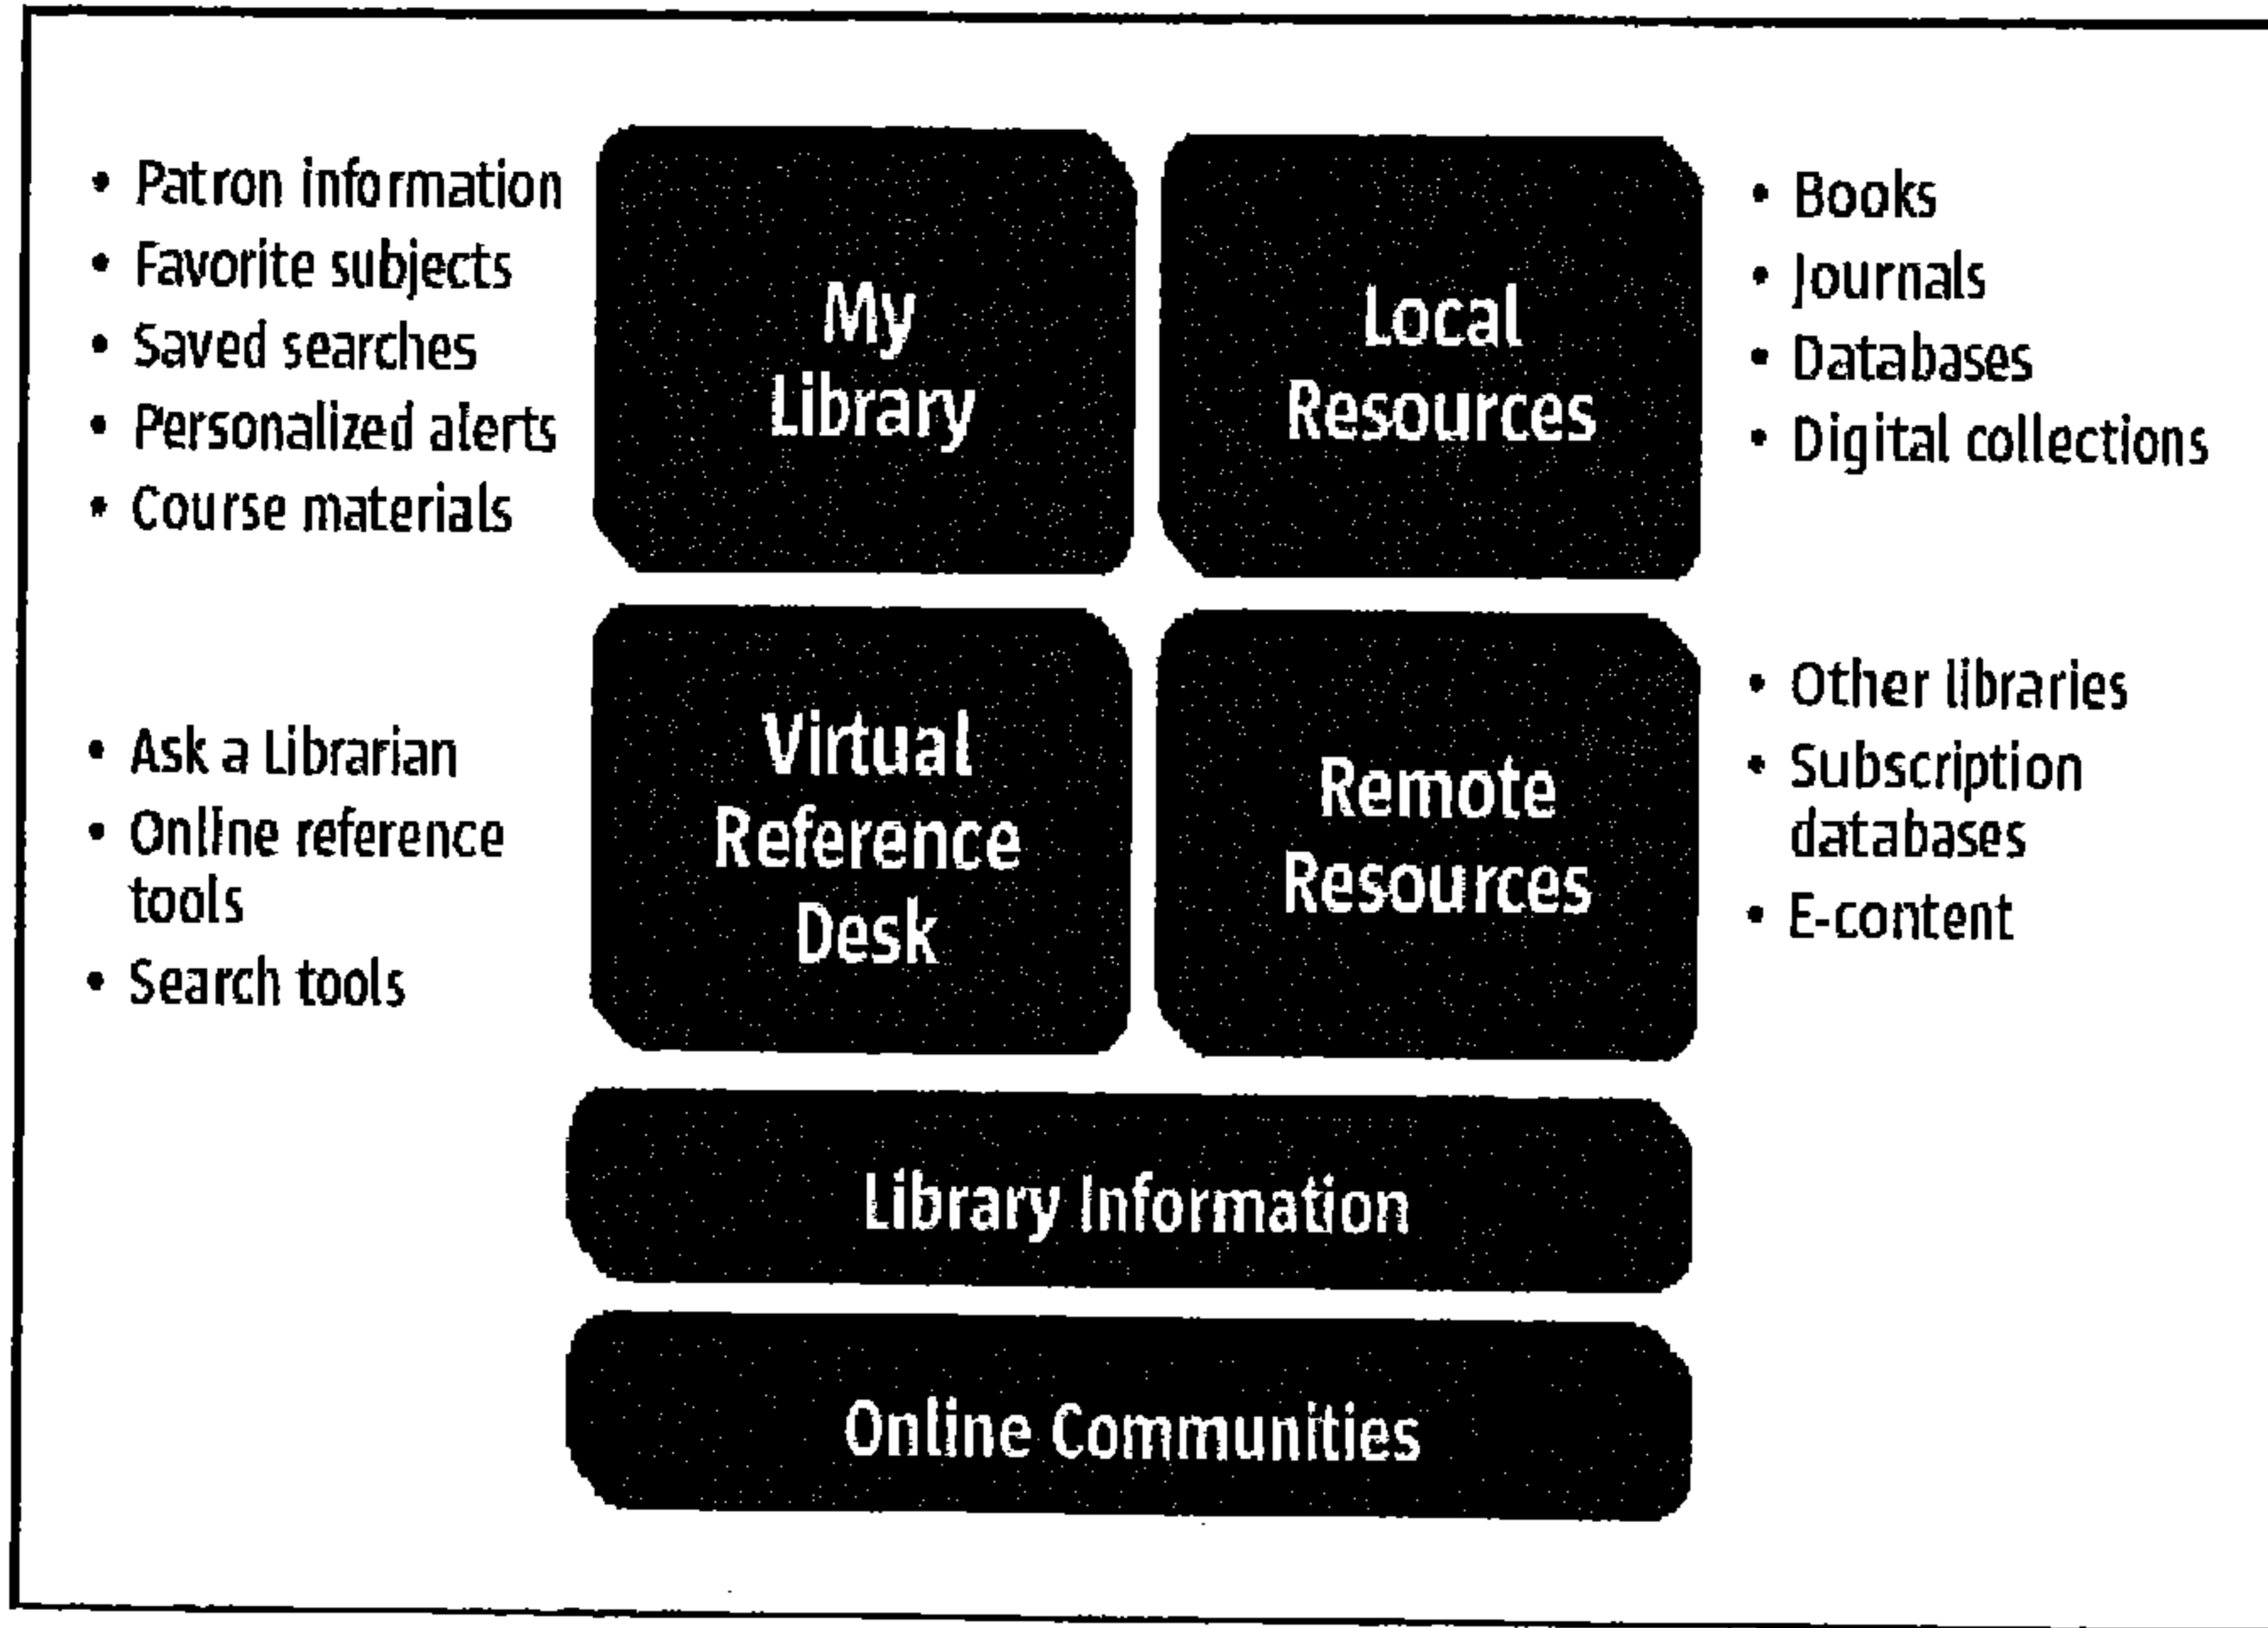 • Patron information
• Favorite subjects
• Saved searches
• Personalized alerts
• Course materials
My
Library
Local
Resources
• Books
• Journals
• Databases
• Digital collections
• Ask a Librarian
• Online reference
tools
• Search tools
Virtual
Reference
Desk
Remote
Resources
• Other libraries
• Subscription
databases
• E-content
Library Information
Online Communities